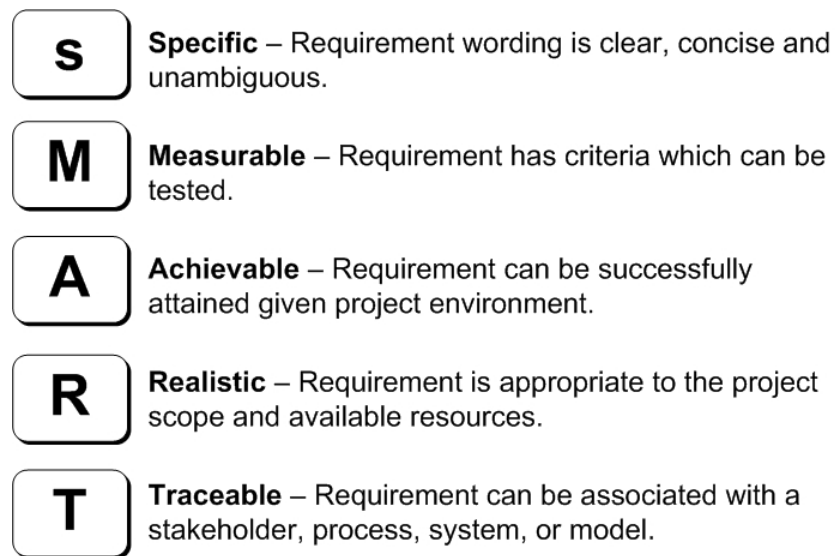 s
Specific – Requirement wording is clear, concise and
unambiguous.
M
Measurable – Requirement has criteria which can be
tested.
A
Achievable – Requirement can be successfully
attained given project environment.
R
Realistic – Requirement is appropriate to the project
scope and available resources.
T
Traceable – Requirement can be associated with a
stakeholder, process, system, or model.